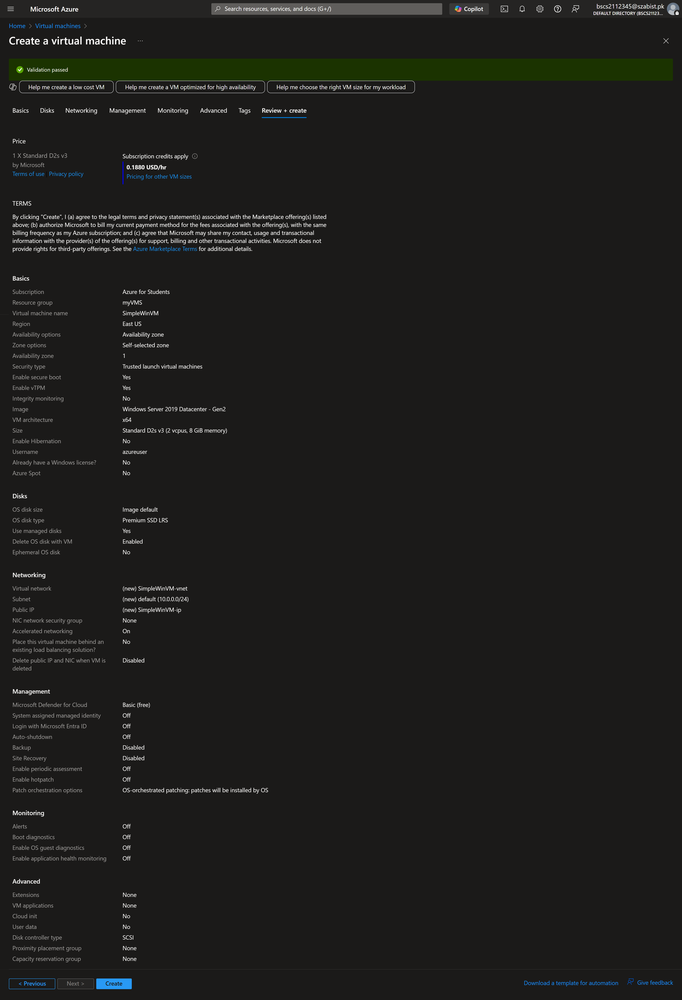 Microsoft Azure
Search resources, services, and docs (G+/)
Copilot
bscs2112345@szabist.pk
DEFAULT DIRECTORY (BSCS21123...
Home > Virtual machines >
Create a virtual machine ...
Validation passed
Help me create a low cost VM
Help me create a VM optimized for high availability
Help me choose the right VM size for my workload
Basics Disks Networking Management Monitoring Advanced Tags Review + create
Price
1 X Standard D2s v3
by Microsoft
Terms of use | Privacy policy
Subscription credits apply
0.1880 USD/hr
Pricing for other VM sizes
TERMS
By clicking "Create", I (a) agree to the legal terms and privacy statement(s) associated with the Marketplace offering(s) listed
above; (b) authorize Microsoft to bill my current payment method for the fees associated with the offering(s), with the same
billing frequency as my Azure subscription; and (c) agree that Microsoft may share my contact, usage and transactional
information with the provider(s) of the offering(s) for support, billing and other transactional activities. Microsoft does not
provide rights for third-party offerings. See the Azure Marketplace Terms for additional details.
Basics
Subscription Azure for Students
Resource group myVMS
Virtual machine name SimpleWinVM
Region East US
Availability options Availability zone
Zone options Self-selected zone
Availability zone 1
Security type Trusted launch virtual machines
Enable secure boot Yes
Enable vTPM Yes
Integrity monitoring No
Image Windows Server 2019 Datacenter - Gen2
VM architecture x64
Size Standard D2s v3 (2 vcpus, 8 GiB memory)
Enable Hibernation No
Username azureuser
Already have a Windows license? No
Azure Spot No
Disks
OS disk size Image default
OS disk type Premium SSD LRS
Use managed disks Yes
Delete OS disk with VM Enabled
Ephemeral OS disk No
Networking
Virtual network (new) SimpleWinVM-vnet
Subnet (new) default (10.0.0.0/24)
Public IP (new) SimpleWinVM-ip
NIC network security group None
Accelerated networking On
Place this virtual machine behind an No
existing load balancing solution?
Delete public IP and NIC when VM is Disabled
deleted
Management
Microsoft Defender for Cloud Basic (free)
System assigned managed identity Off
Login with Microsoft Entra ID Off
Auto-shutdown Off
Backup Disabled
Site Recovery Disabled
Enable periodic assessment Off
Enable hotpatch Off
Patch orchestration options OS-orchestrated patching: patches will be installed by OS
Monitoring
Alerts Off
Boot diagnostics Off
Enable OS guest diagnostics Off
Enable application health monitoring Off
Advanced
Extensions None
VM applications None
Cloud init No
User data No
Disk controller type SCSI
Proximity placement group None
Capacity reservation group None
< Previous Next > Create Download a template for automation Give feedback